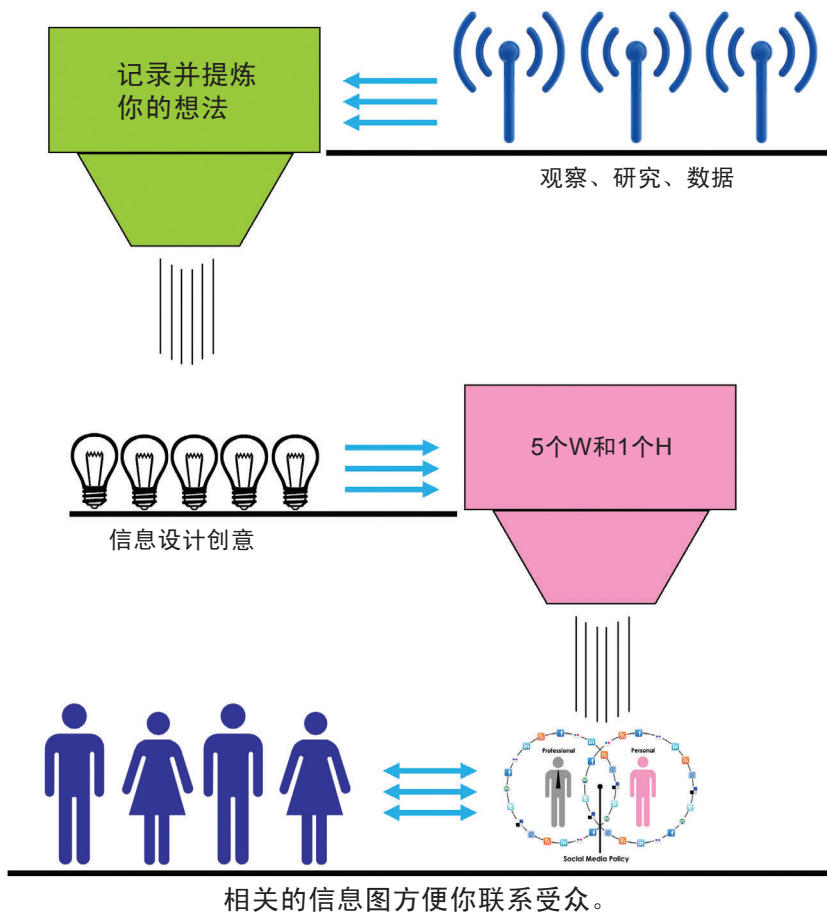 记录并提炼
你的想法
观察、研究、数据
5个W和1个H
信息设计创意
Professional
Personal
Social Media Policy
相关的信息图方便你联系受众。